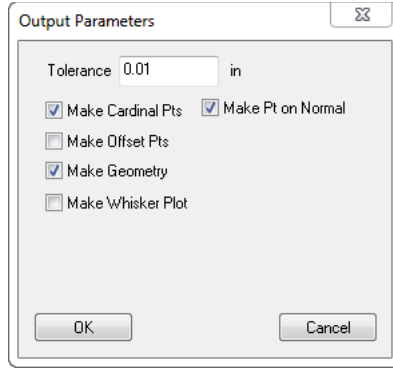 Output Parameters
Tolerance 0.01 in
Make Cardinal Pts Make Pt on Normal
Make Offset Pts
Make Geometry
Make Whisker Plot
OK Cancel